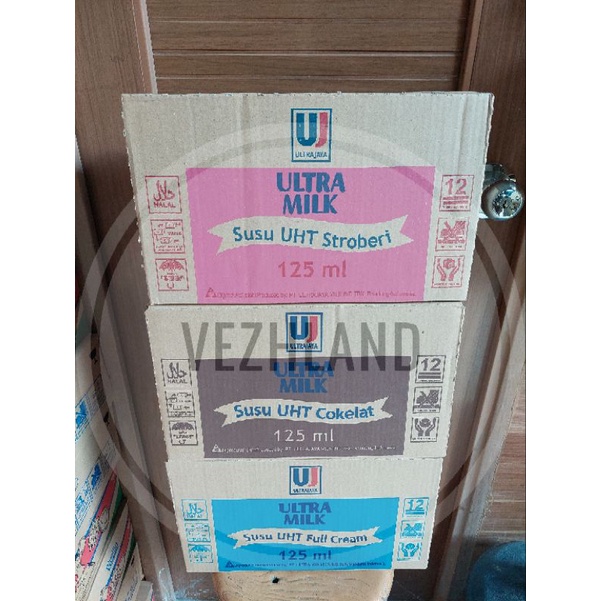 UJ
ULTRAJAYA
ULTRA
MILK
Susu UHT Stroberi
125 ml
HALAL
12
VEZHLAND
UJ
ULTRAJAYA
ULTRA
MILK
Susu UHT Cokelat
125 ml
HALAL
12
UJ
ULTRAJAYA
ULTRA
MILK
Susu UHT Full Cream
125 ml
HALAL
12